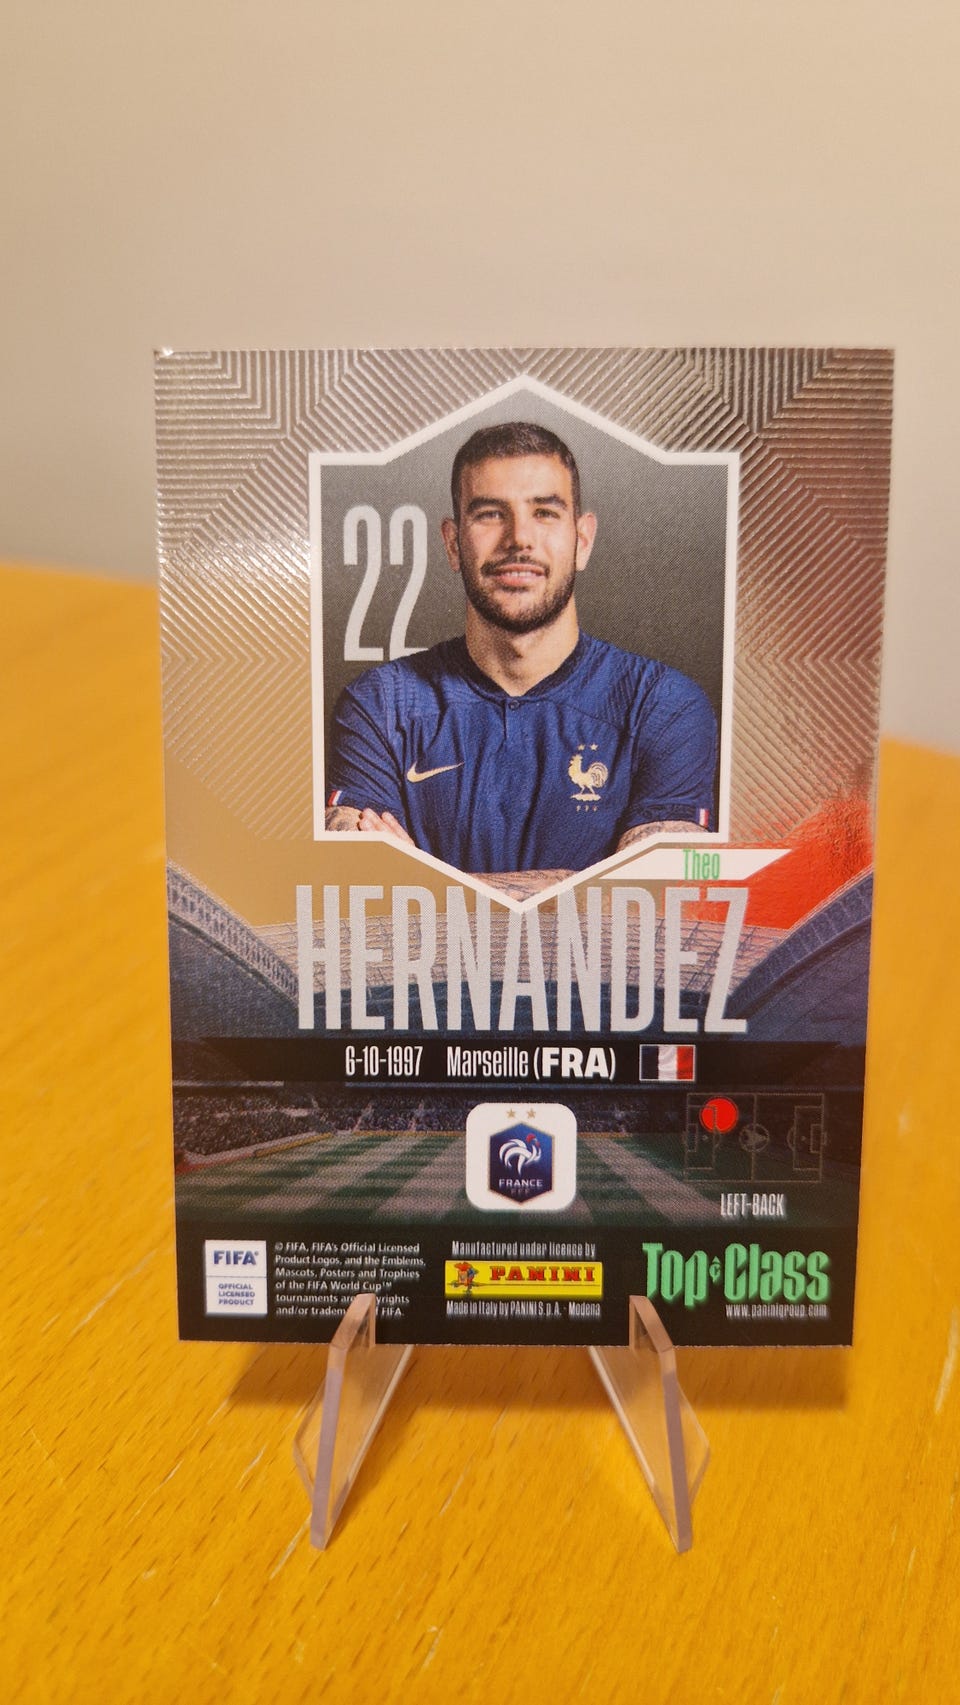 22
Theo
HERNANDEZ
6-10-1997 Marseille (FRA)
FRANCE
FFF
LEFT-BACK
FIFA®
OFFICIAL
LICENSED
PRODUCT
© FIFA, FIFA's Official Licensed
Product Logos, and the Emblems,
Mascots, Posters and Trophies
of the FIFA World Cup™
tournaments are
and/or FIFA.
Manufactured under license by
PANINI
Made in Italy by PANINI S.p.A. - Modena
Top Class
www.paninigroup.com